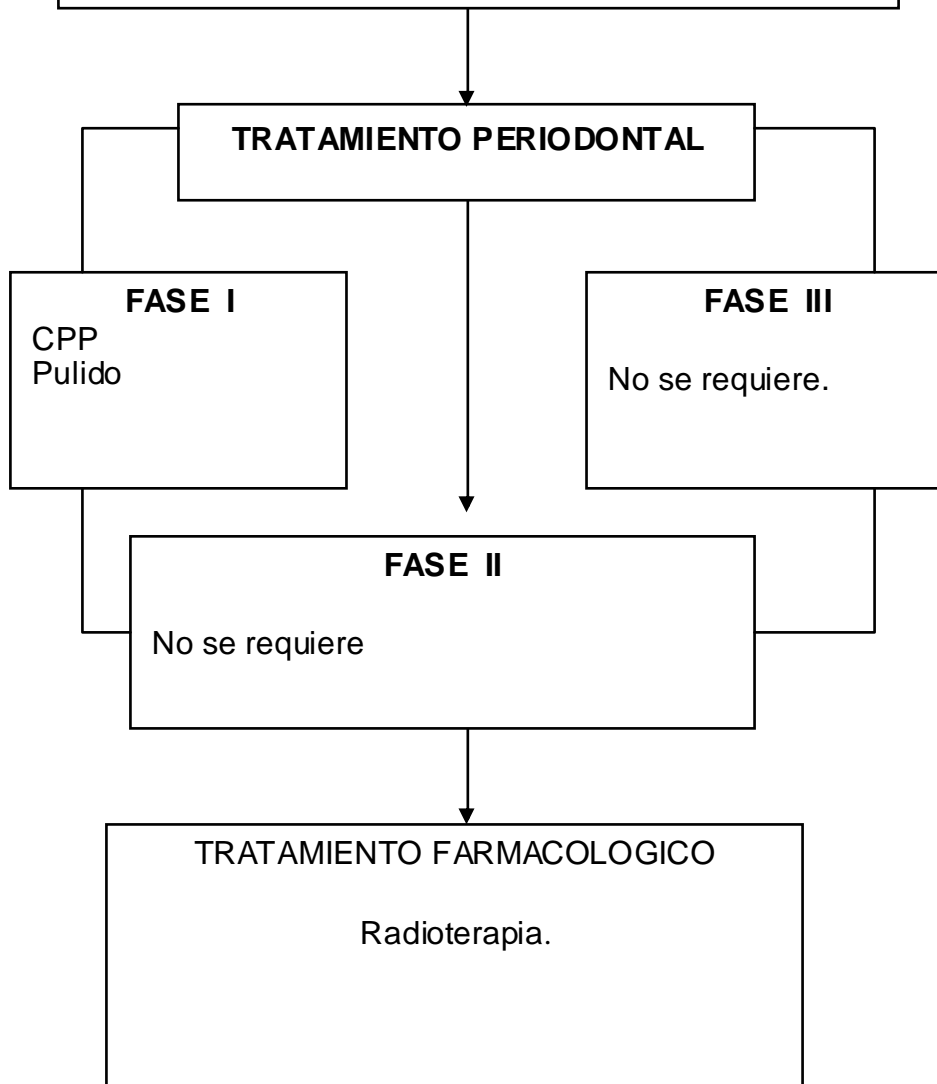 TRATAMIENTO PERIODONTAL
FASE I
CPP
Pulido
FASE III
No se requiere.
FASE II
No se requiere
TRATAMIENTO FARMACOLOGICO
Radioterapia.